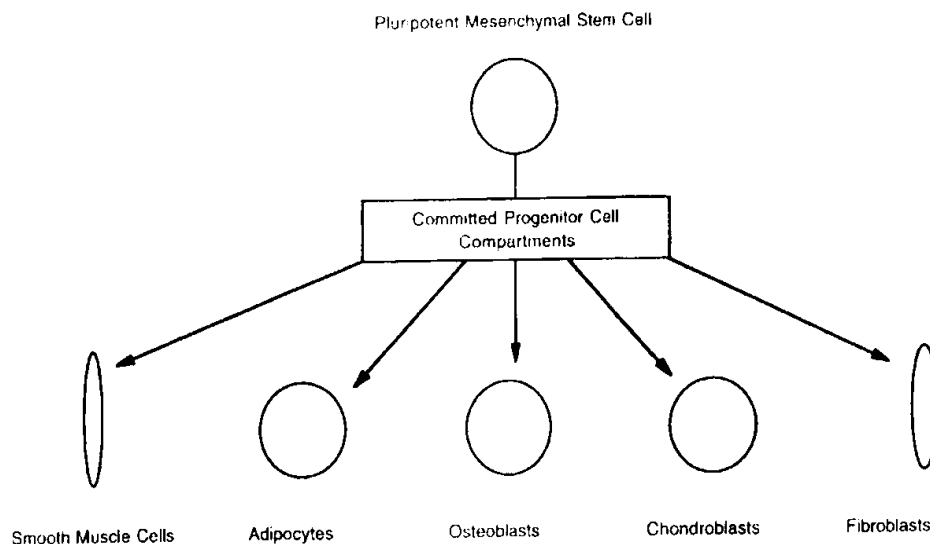 Pluripotent Mesenchymal Stem Cell
Committed Progenitor Cell
Compartments
Smooth Muscle Cells
Adipocytes
Osteoblasts
Chondroblasts
Fibroblasts